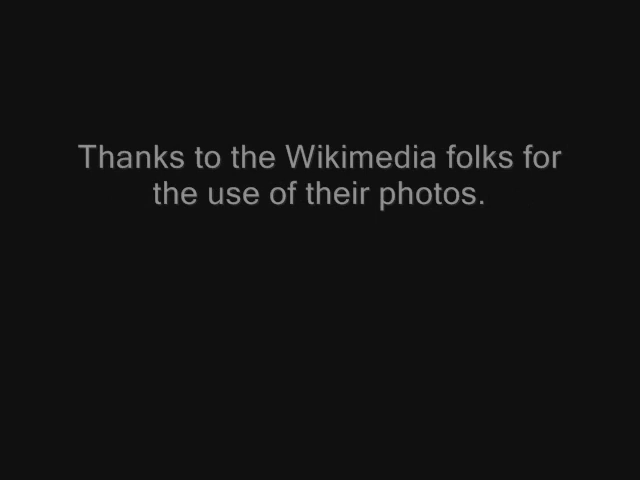 Thanks to the Wikimedia folks for
the use of their photos.